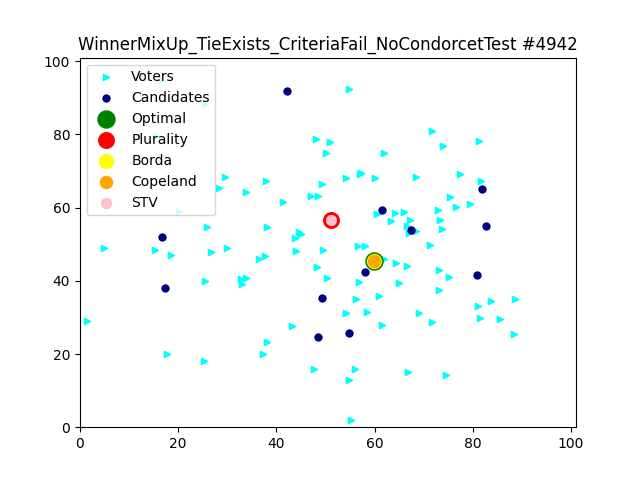 WinnerMixUp_TieExists_CriteriaFail_NoCondorcetTest #4942
100
80
60
40
20
0
Voters
Candidates
Optimal
Plurality
Borda
Copeland
STV
0 20 40 60 80 100